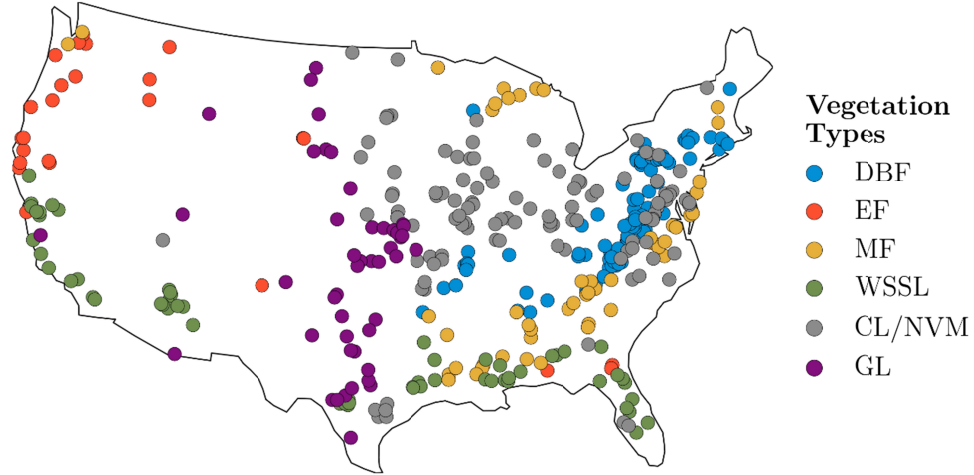 Vegetation
Types
DBF
EF
MF
WSSL
CL/NVM
GL